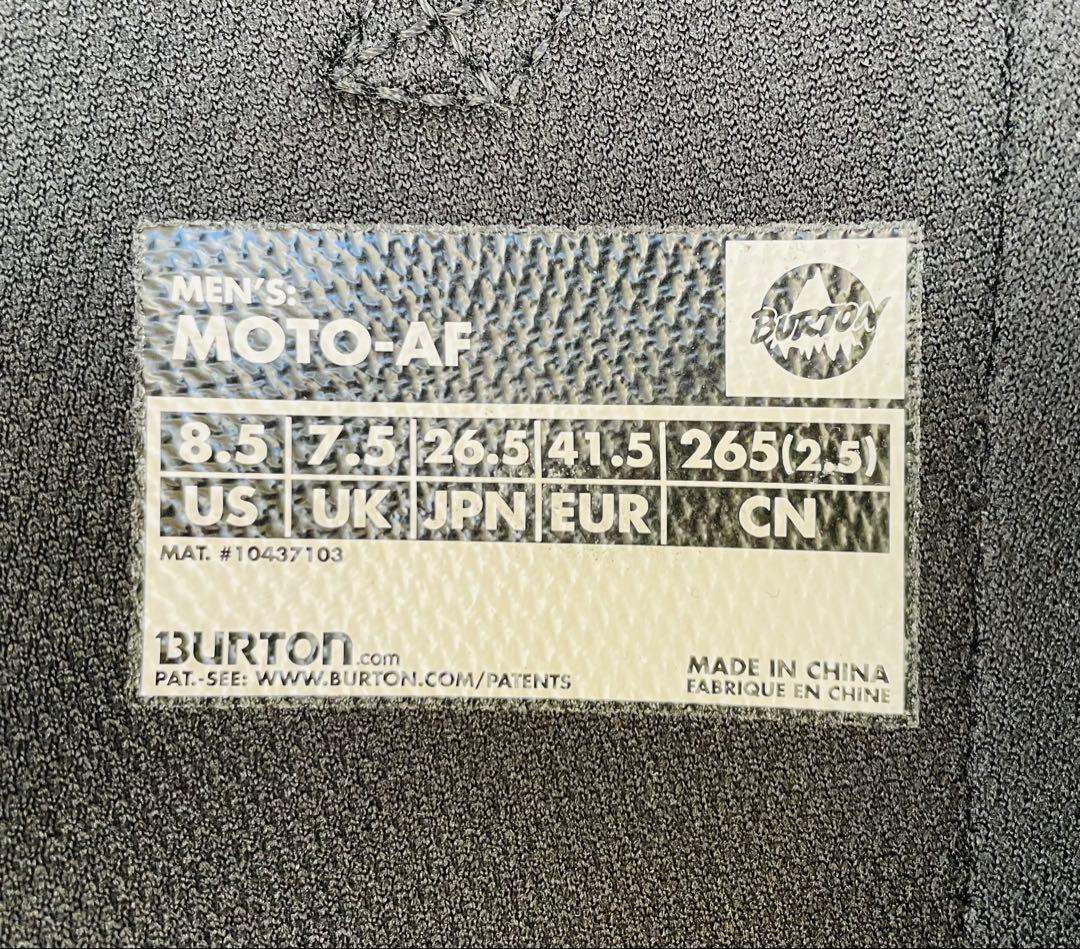 MEN'S:
MOTO-AF
BURTON
8.5 7.5 26.5 41.5 265(2.5)
US UK JPN EUR CN
MAT. #10437103
BURTON.com
PAT.-SEE: WWW.BURTON.COM/PATENTS
MADE IN CHINA
FABRIQUE EN CHINE